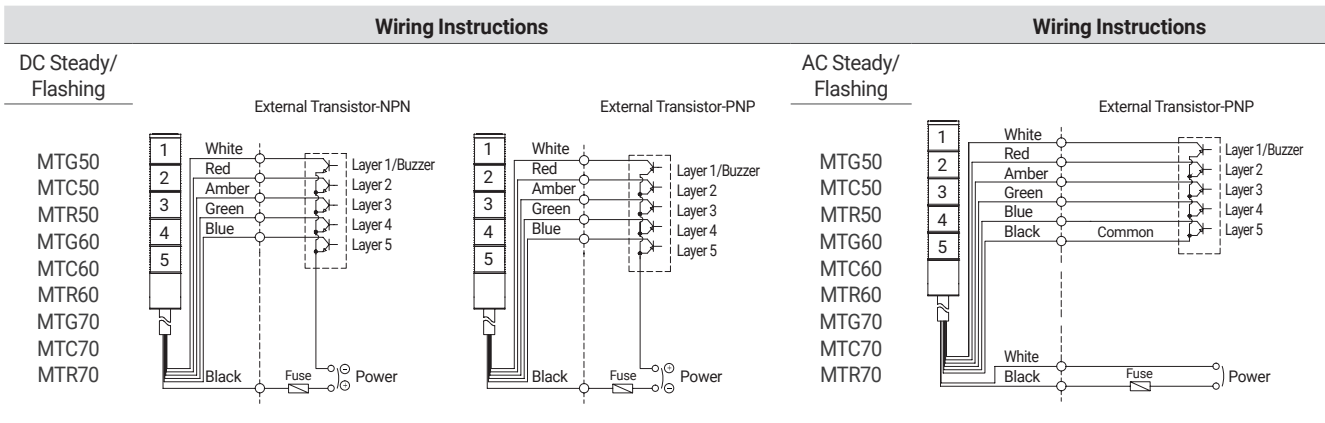 Wiring Instructions
DC Steady/
Flashing
MTG50
MTC50
MTR50
MTG60
MTC60
MTR60
MTG70
MTC70
MTR70
External Transistor-NPN
1
2
3
4
5
White
Red
Amber
Green
Blue
Layer 1/Buzzer
Layer 2
Layer 3
Layer 4
Layer 5
Black
Fuse
Power
External Transistor-PNP
1
2
3
4
5
White
Red
Amber
Green
Blue
Layer 1/Buzzer
Layer 2
Layer 3
Layer 4
Layer 5
Black
Fuse
Power
Wiring Instructions
AC Steady/
Flashing
MTG50
MTC50
MTR50
MTG60
MTC60
MTR60
MTG70
MTC70
MTR70
External Transistor-PNP
1
2
3
4
5
White
Red
Amber
Green
Blue
Black
Common
Layer 1/Buzzer
Layer 2
Layer 3
Layer 4
Layer 5
White
Black
Fuse
Power